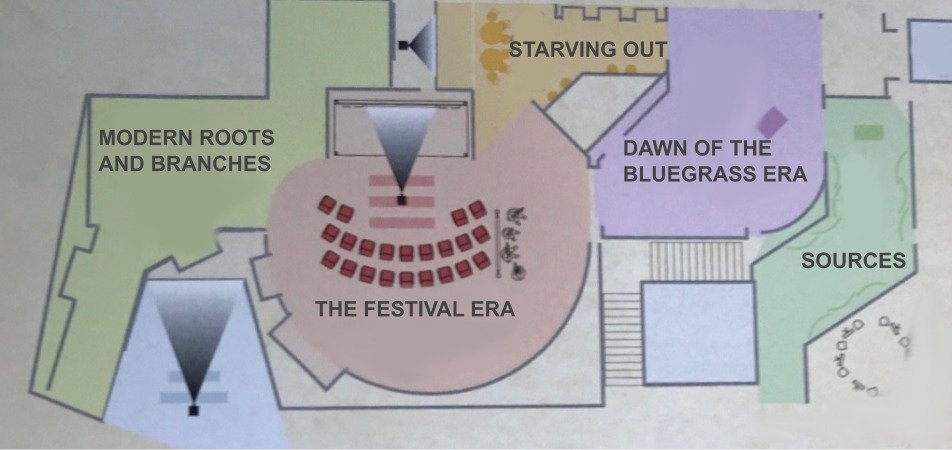 STARVING OUT
MODERN ROOTS
AND BRANCHES
DAWN OF THE
BLUEGRASS ERA
SOURCES
THE FESTIVAL ERA